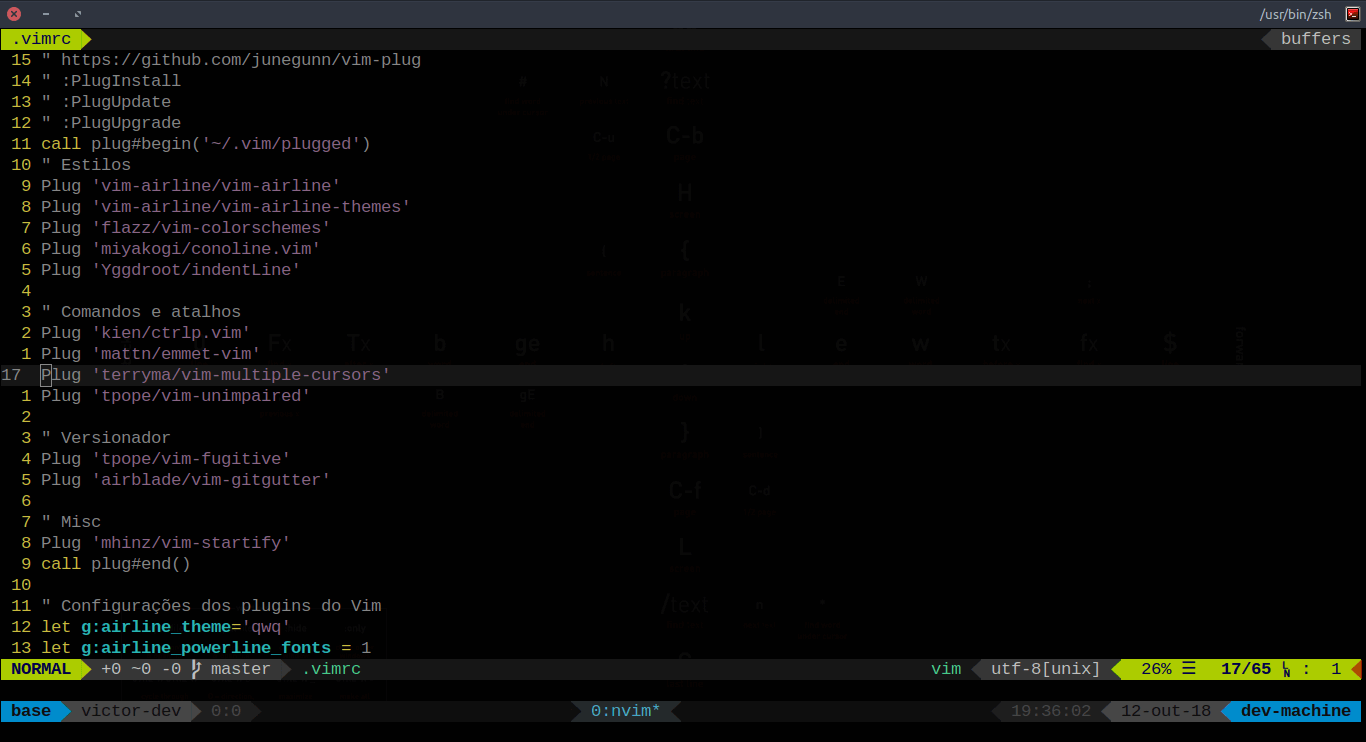 /usr/bin/zsh
.vimrc buffers
15 " https://github.com/junegunn/vim-plug
14 " :PlugInstall
13 " :PlugUpdate
12 " :PlugUpgrade
11 call plug#begin('~/.vim/plugged')
10 " Estilos
9 Plug 'vim-airline/vim-airline'
8 Plug 'vim-airline/vim-airline-themes'
7 Plug 'flazz/vim-colorschemes'
6 Plug 'miyakogi/conoline.vim'
5 Plug 'Yggdroot/indentLine'
4
3 " Comandos e atalhos
2 Plug 'kien/ctrlp.vim'
1 Plug 'mattn/emmet-vim'
17 Plug 'terryma/vim-multiple-cursors'
1 Plug 'tpope/vim-unimpaired'
2
3 " Versionador
4 Plug 'tpope/vim-fugitive'
5 Plug 'airblade/vim-gitgutter'
6
7 " Misc
8 Plug 'mhinz/vim-startify'
9 call plug#end()
10
11 " Configurações dos plugins do Vim
12 let g:airline_theme='qwq'
13 let g:airline_powerline_fonts = 1
NORMAL +0 ~0 -0 master .vimrc vim utf-8[unix] 26% ☰ 17/65 : 1
base victor-dev 0:0 0:nvim* 19:36:02 12-out-18 dev-machine